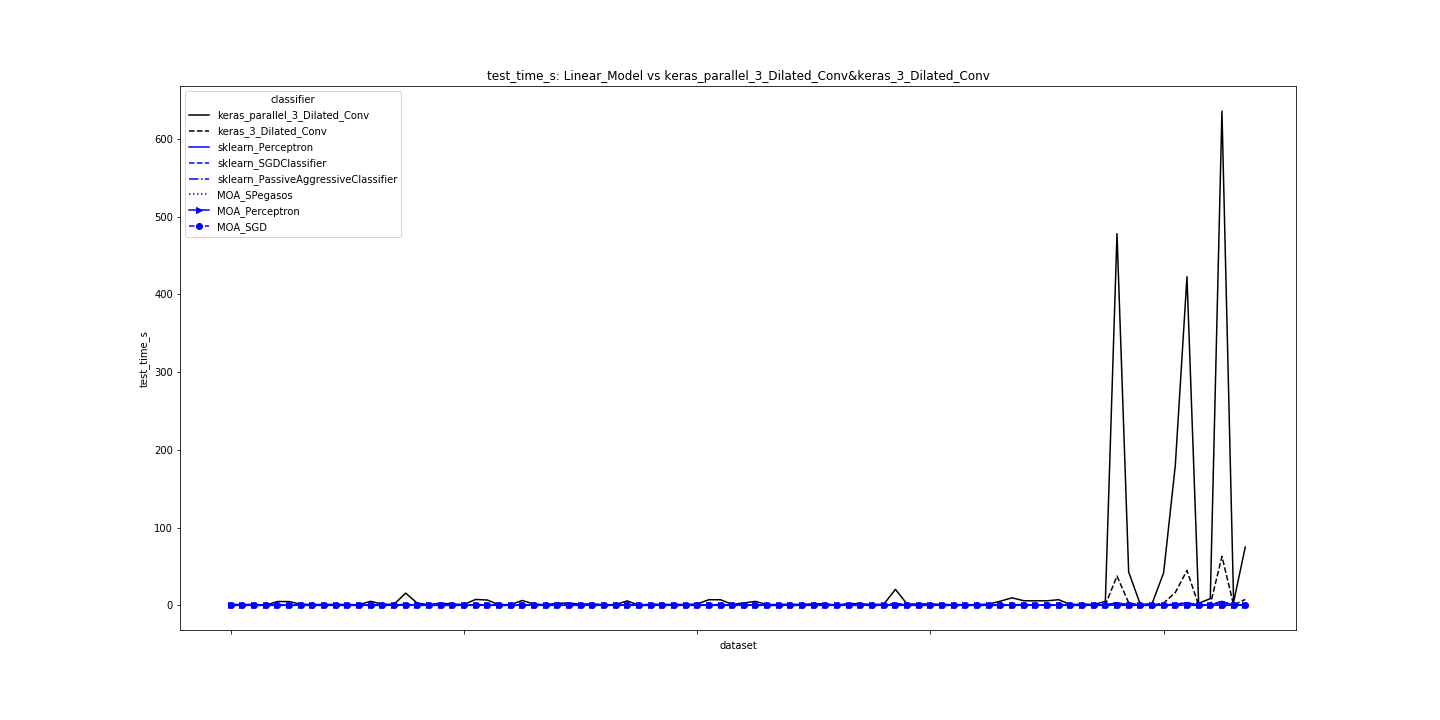 test_time_s: Linear_Model vs keras_parallel_3_Dilated_Conv&keras_3_Dilated_Conv
classifier
keras_parallel_3_Dilated_Conv
keras_3_Dilated_Conv
sklearn_Perceptron
sklearn_SGDClassifier
sklearn_PassiveAggressiveClassifier
MOA_SPegasos
MOA_Perceptron
MOA_SGD
600
500
400
300
200
100
0
test_time_s
dataset